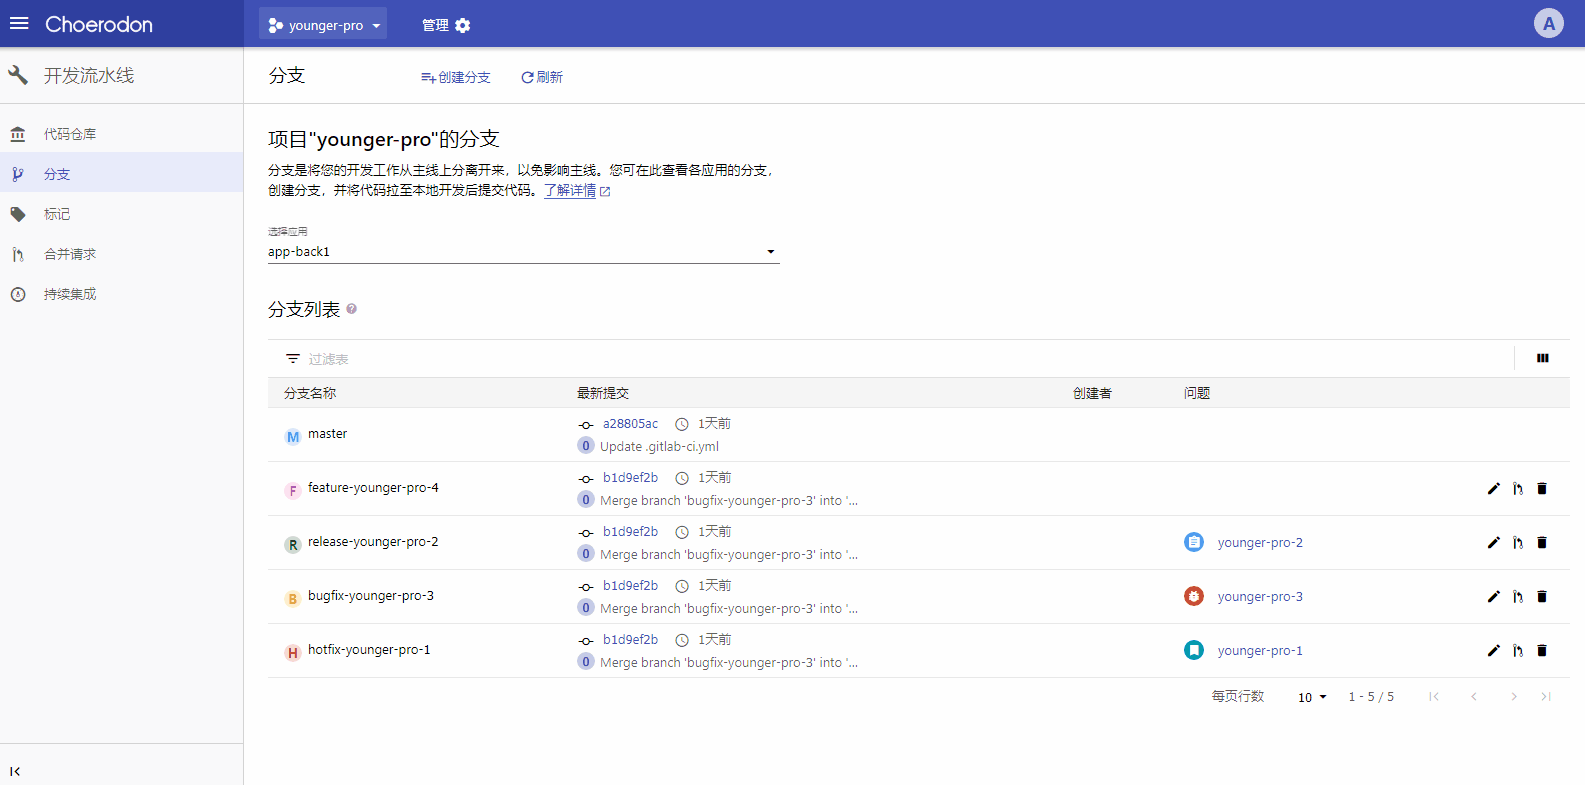 Choerodon
younger-pro
管理
A
开发流水线
分支
创建分支
刷新
代码仓库
分支
标记
合并请求
持续集成
项目"younger-pro"的分支
分支是将您的开发工作从主线上分离开来，以免影响主线。您可在此查看各应用的分支，
创建分支，并将代码拉至本地开发后提交代码。了解详情
选择应用
app-back1
分支列表 ?
过滤表
分支名称 最新提交 创建者 问题
M master a28805ac 1天前
0 Update .gitlab-ci.yml
F feature-younger-pro-4 b1d9ef2b 1天前
0 Merge branch 'bugfix-younger-pro-3' into '...
R release-younger-pro-2 b1d9ef2b 1天前 younger-pro-2
0 Merge branch 'bugfix-younger-pro-3' into '...
B bugfix-younger-pro-3 b1d9ef2b 1天前 younger-pro-3
0 Merge branch 'bugfix-younger-pro-3' into '...
H hotfix-younger-pro-1 b1d9ef2b 1天前 younger-pro-1
0 Merge branch 'bugfix-younger-pro-3' into '...
每页行数 10 1 - 5 / 5